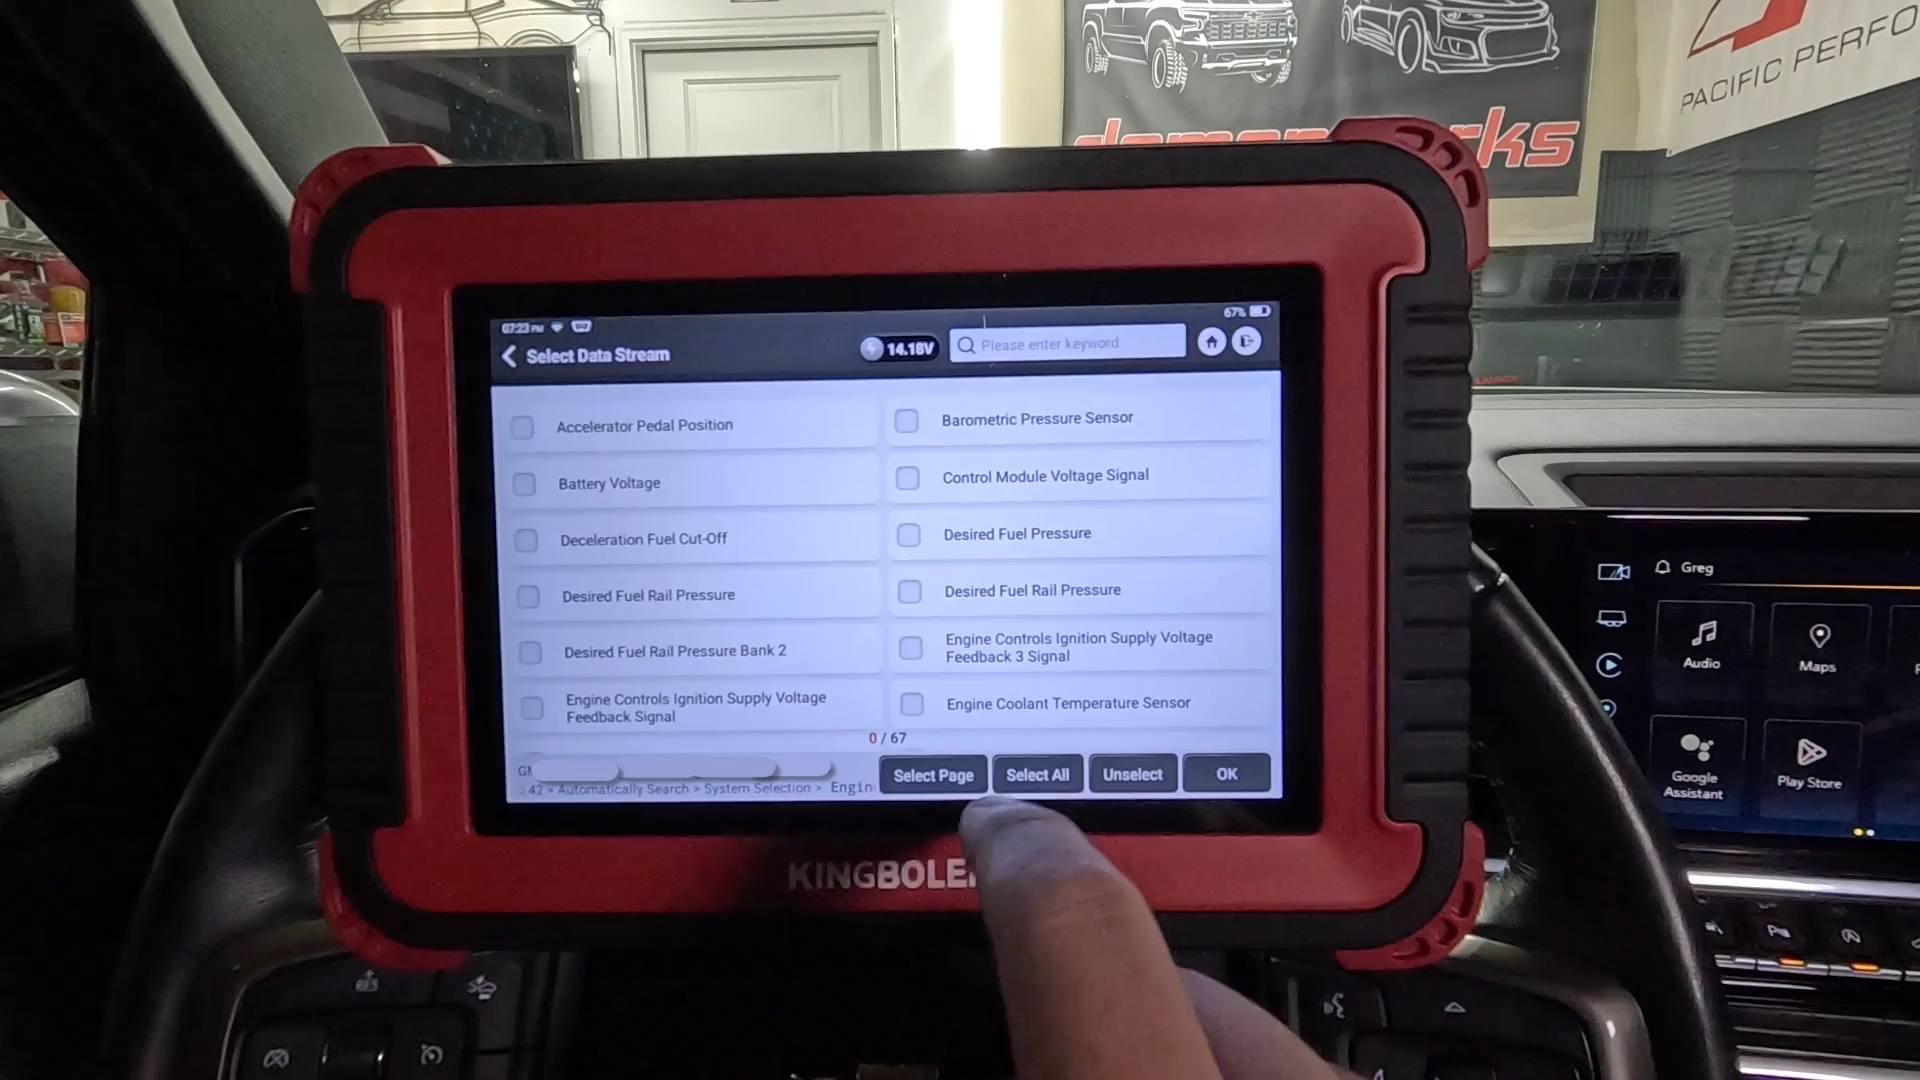 PACIFIC PERFO
rks
07:23 PM
67%
Select Data Stream
14.18V
Please enter keyword
Accelerator Pedal Position
Barometric Pressure Sensor
Battery Voltage
Control Module Voltage Signal
Deceleration Fuel Cut-Off
Desired Fuel Pressure
Desired Fuel Rail Pressure
Desired Fuel Rail Pressure
Desired Fuel Rail Pressure Bank 2
Engine Controls Ignition Supply Voltage
Feedback 3 Signal
Engine Controls Ignition Supply Voltage
Feedback Signal
Engine Coolant Temperature Sensor
0 / 67
GM
42 > Automatically Search > System Selection > Engin
Select Page
Select All
Unselect
OK
KINGBOLE
Greg
Audio
Maps
Google
Assistant
Play Store
RES